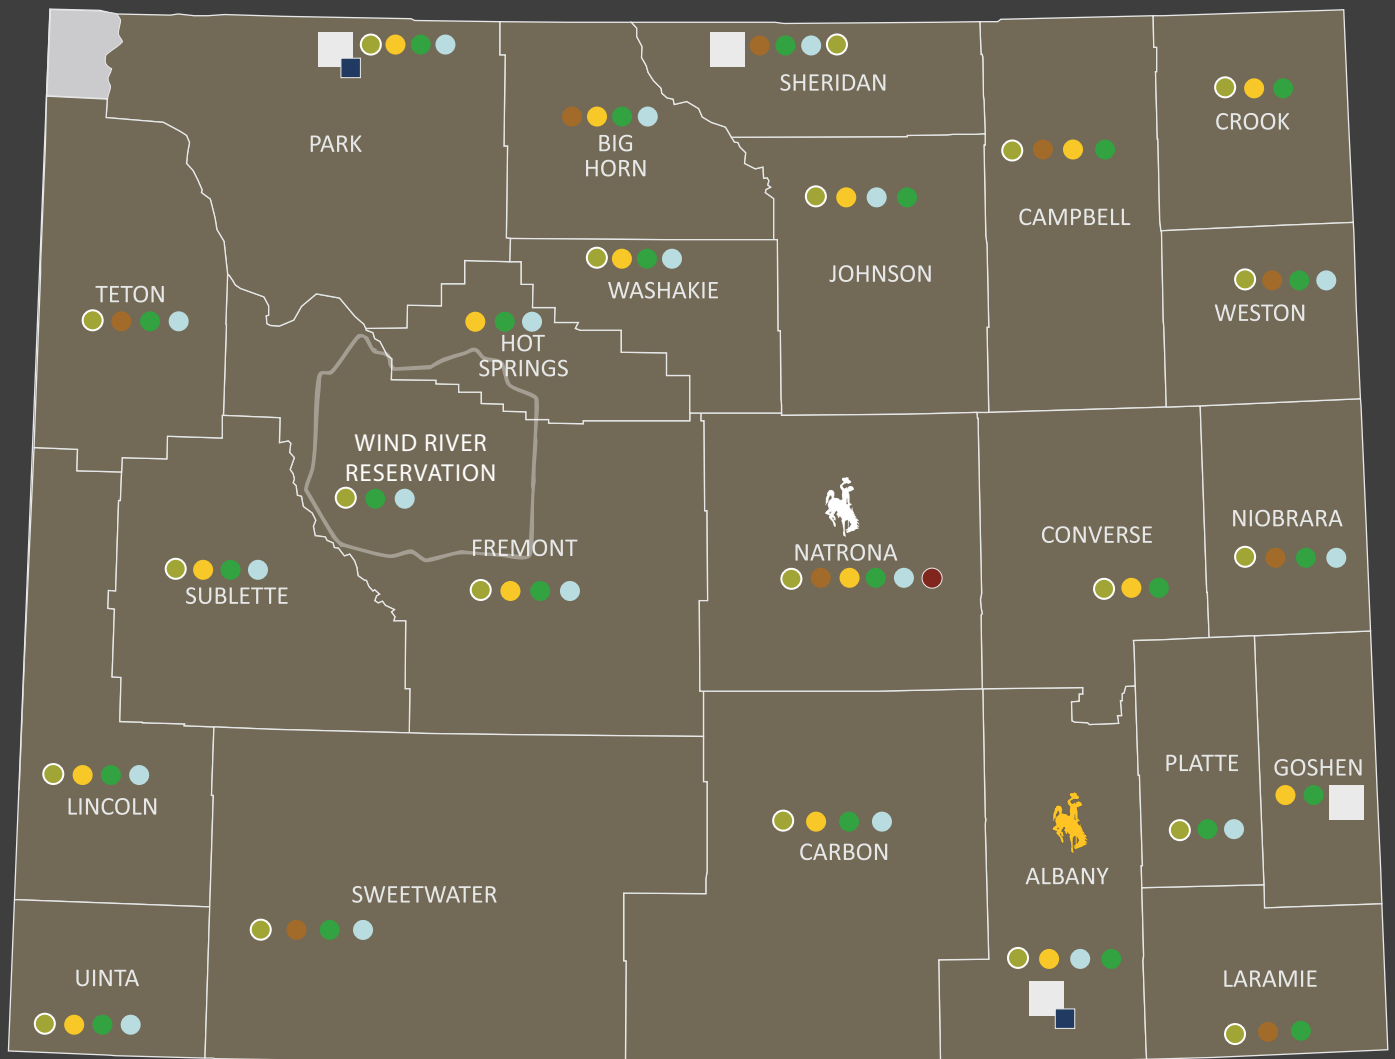 SHERIDAN
CROOK
PARK
BIG
HORN
CAMPBELL
JOHNSON
WASHAKIE
TETON
WESTON
HOT
SPRINGS
WIND RIVER
RESERVATION
NIOBRARA
CONVERSE
FREMONT
NATRONA
SUBLETTE
PLATTE
GOSHEN
LINCOLN
CARBON
ALBANY
SWEETWATER
UINTA
LARAMIE